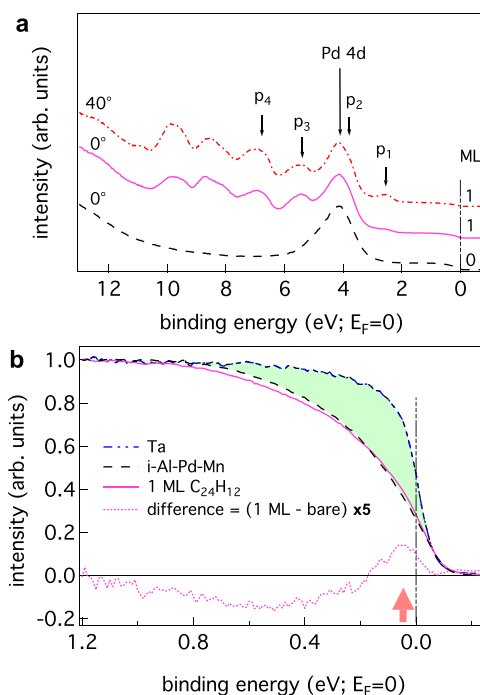 a
Pd 4d
p4
p3
p2
p1
40°
0°
0°
ML
1
1
0
intensity (arb. units)
12 10 8 6 4 2 0
binding energy (eV; EF=0)
b
1.0
0.8
0.6
0.4
0.2
0.0
-0.2
intensity (arb. units)
Ta
i-Al-Pd-Mn
1 ML C24H12
difference = (1 ML - bare) x5
1.2 0.8 0.4 0.0
binding energy (eV; EF=0)